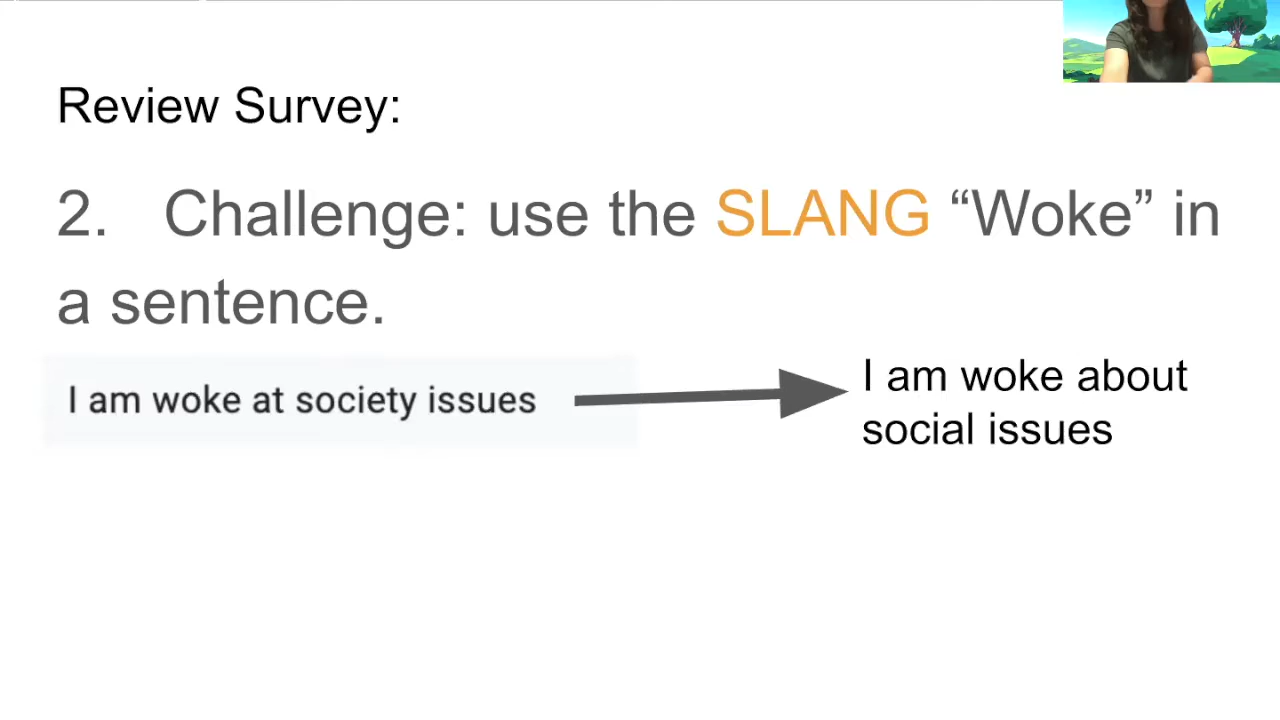 Review Survey:
2. Challenge: use the SLANG “Woke” in
a sentence.
I am woke at society issues
I am woke about
social issues